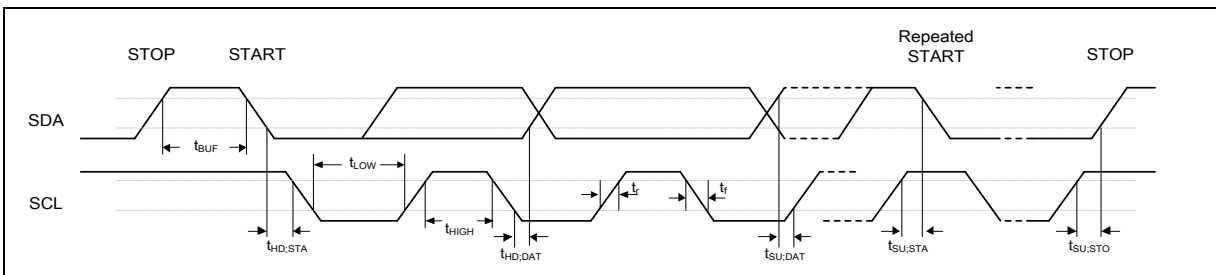 STOP
START
Repeated
START
STOP
SDA
tBUF
tLOW
SCL
tr
tf
tHIGH
tHD;STA
tHD;DAT
tSU;DAT
tSU;STA
tSU;STO